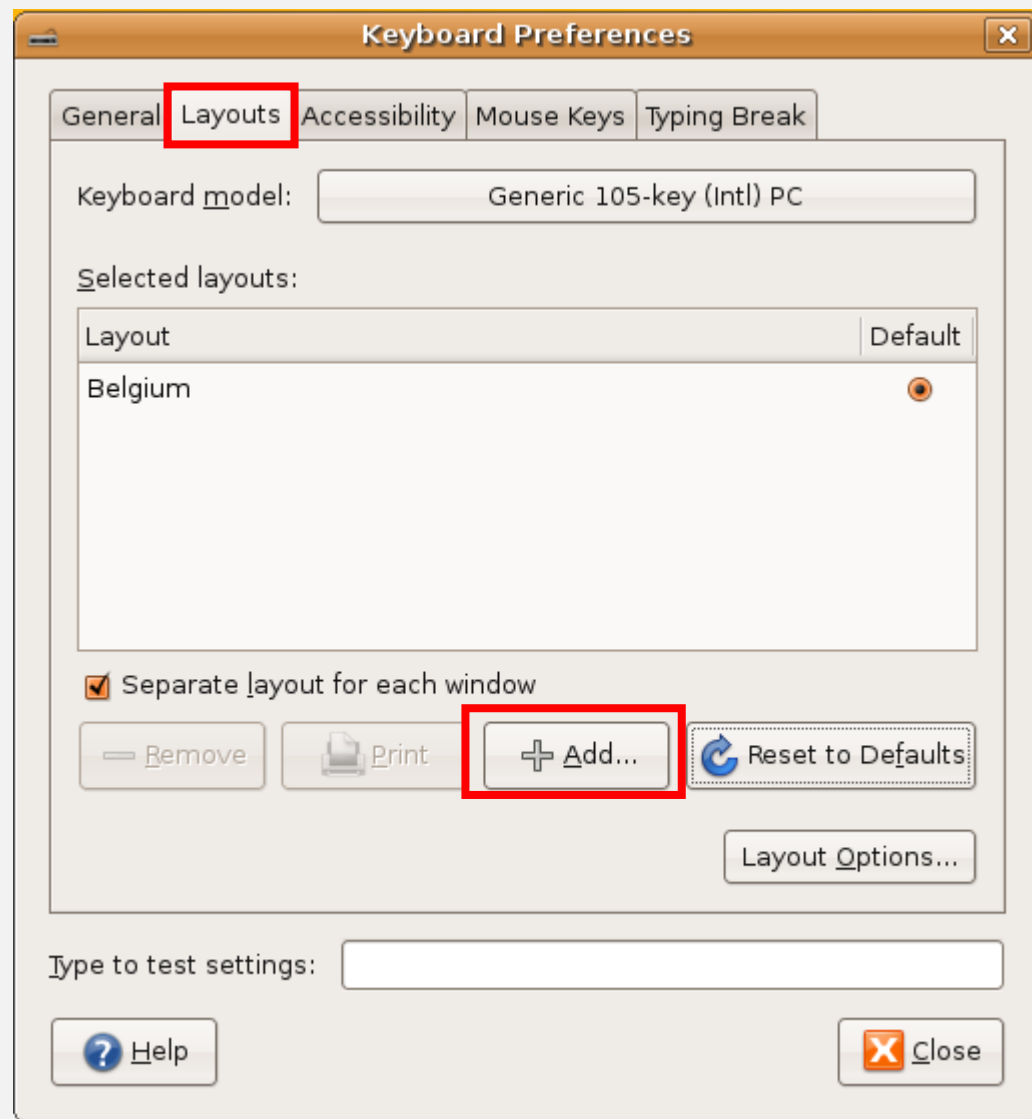 Keyboard Preferences
General Layouts Accessibility Mouse Keys Typing Break
Keyboard model: Generic 105-key (Intl) PC
Selected layouts:
Layout Default
Belgium
Separate layout for each window
Remove Print Add... Reset to Defaults
Layout Options...
Type to test settings:
Help Close